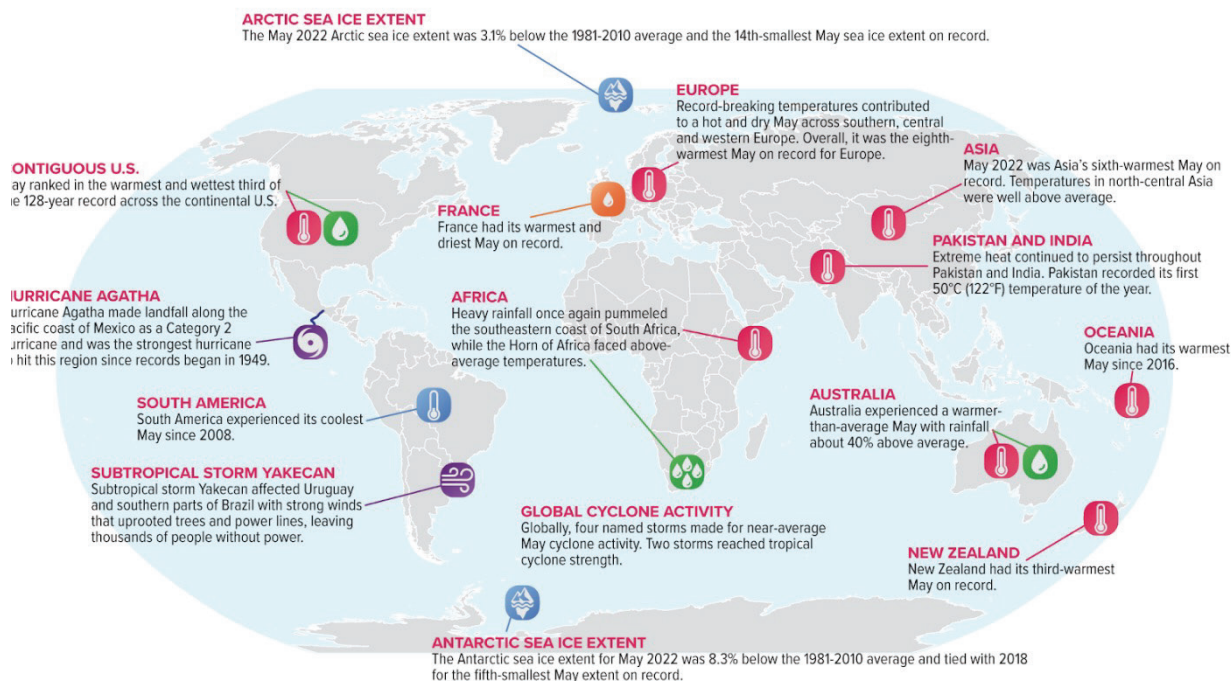 ARCTIC SEA ICE EXTENT
The May 2022 Arctic sea ice extent was 3.1% below the 1981-2010 average and the 14th-smallest May sea ice extent on record.
EUROPE
Record-breaking temperatures contributed
to a hot and dry May across southern, central
and western Europe. Overall, it was the eighth-
warmest May on record for Europe.
ASIA
May 2022 was Asia's sixth-warmest May on
record. Temperatures in north-central Asia
were well above average.
ONTIGUOUS U.S.
ay ranked in the warmest and wettest third of
e 128-year record across the continental U.S.
FRANCE
France had its warmest and
driest May on record.
PAKISTAN AND INDIA
Extreme heat continued to persist throughout
Pakistan and India. Pakistan recorded its first
50°C (122°F) temperature of the year.
URRICANE AGATHA
urricane Agatha made landfall along the
acific coast of Mexico as a Category 2
urricane and was the strongest hurricane
hit this region since records began in 1949.
AFRICA
Heavy rainfall once again pummeled
the southeastern coast of South Africa,
while the Horn of Africa faced above-
average temperatures.
OCEANIA
Oceania had its warmest
May since 2016.
SOUTH AMERICA
South America experienced its coolest
May since 2008.
AUSTRALIA
Australia experienced a warmer-
than-average May with rainfall
about 40% above average.
SUBTROPICAL STORM YAKECAN
Subtropical storm Yakecan affected Uruguay
and southern parts of Brazil with strong winds
that uprooted trees and power lines, leaving
thousands of people without power.
GLOBAL CYCLONE ACTIVITY
Globally, four named storms made for near-average
May cyclone activity. Two storms reached tropical
cyclone strength.
NEW ZEALAND
New Zealand had its third-warmest
May on record.
ANTARCTIC SEA ICE EXTENT
The Antarctic sea ice extent for May 2022 was 8.3% below the 1981-2010 average and tied with 2018
for the fifth-smallest May extent on record.